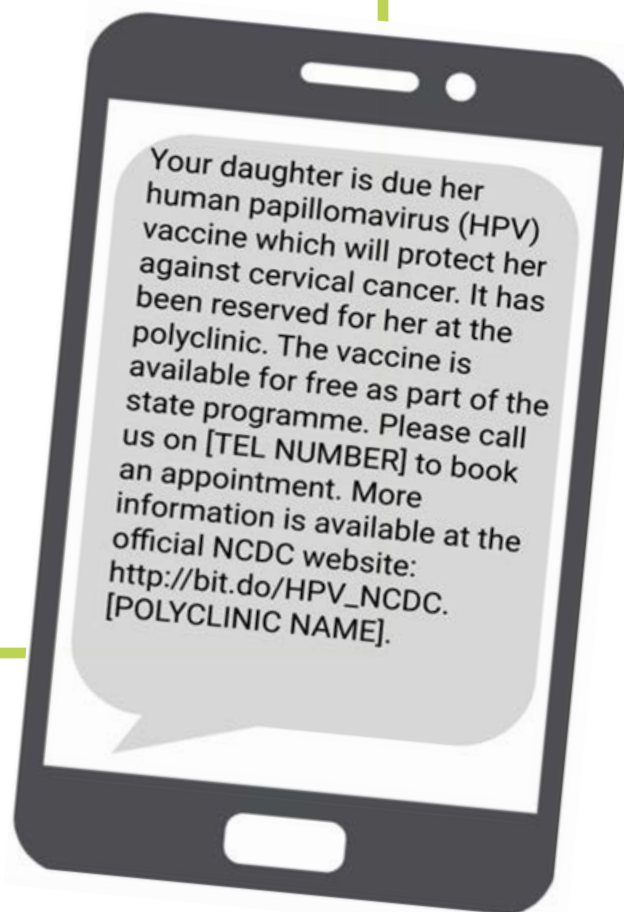 Your daughter is due her
human papillomavirus (HPV)
vaccine which will protect her
against cervical cancer. It has
been reserved for her at the
polyclinic. The vaccine is
available for free as part of the
state programme. Please call
us on [TEL NUMBER] to book
an appointment. More
information is available at the
official NCDC website:
http://bit.do/HPV_NCDC.
[POLYCLINIC NAME].